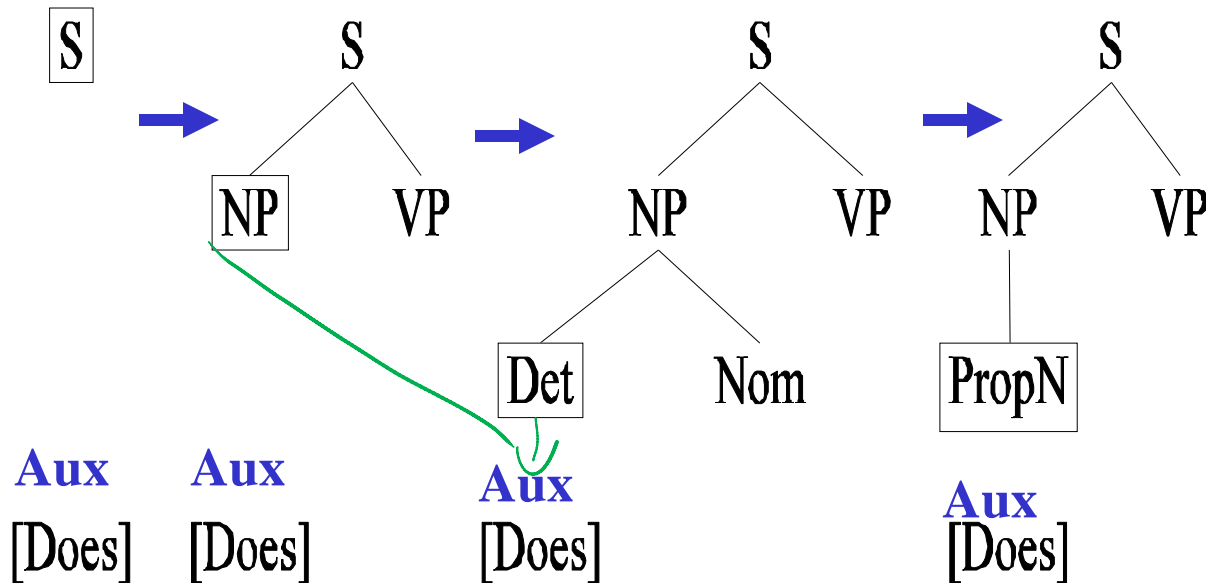 S S S S
NP VP NP VP NP VP
Det Nom PropN
Aux Aux Aux Aux
[Does] [Does] [Does] [Does]